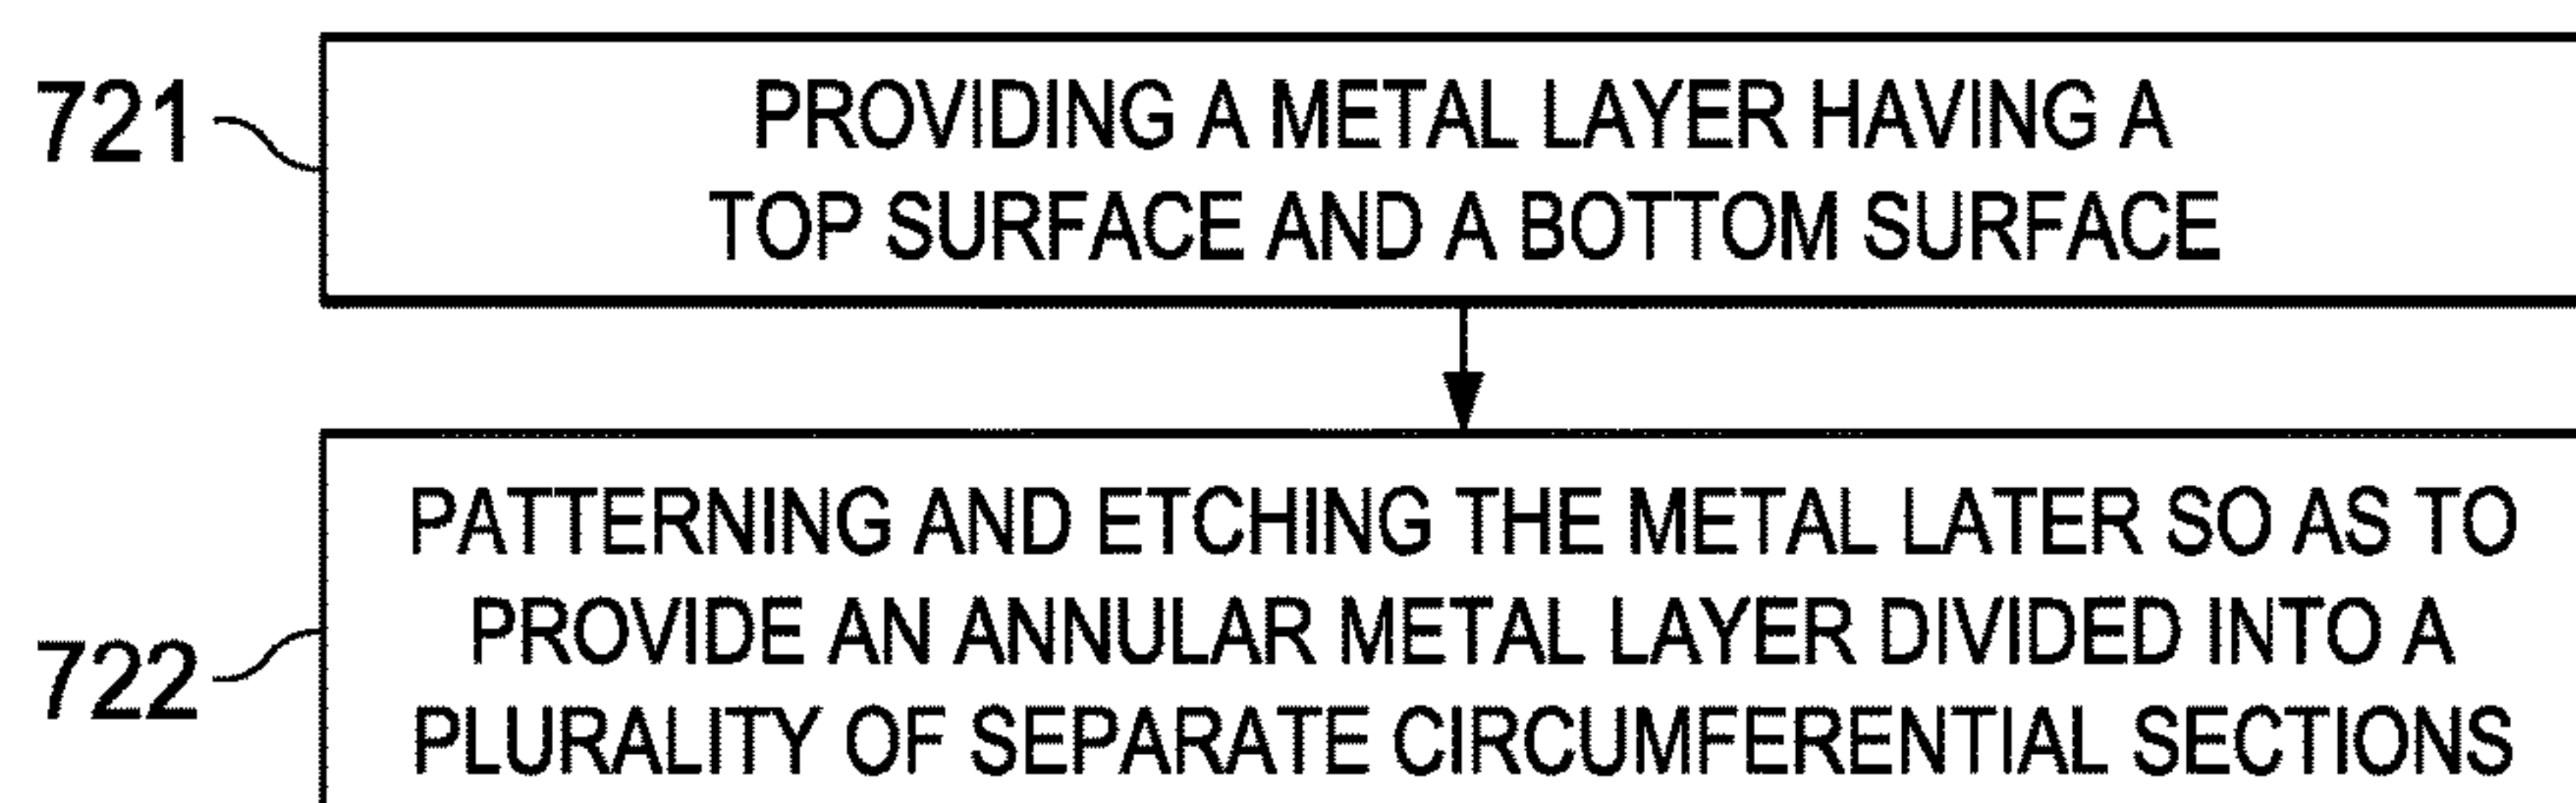 721
PROVIDING A METAL LAYER HAVING A
TOP SURFACE AND A BOTTOM SURFACE
PATTERNING AND ETCHING THE METAL LATER SO AS TO
PROVIDE AN ANNULAR METAL LAYER DIVIDED INTO A
722
PLURALITY OF SEPARATE CIRCUMFERENTIAL SECTIONS